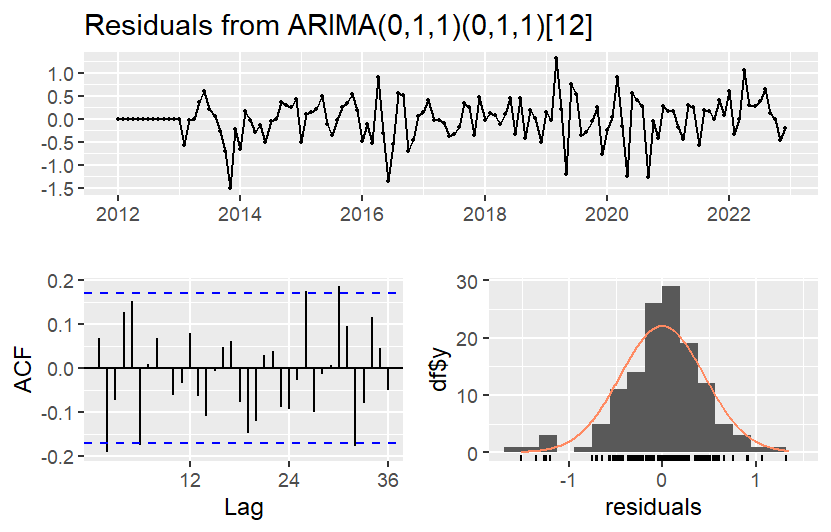 Residuals from ARIMA(0,1,1)(0,1,1)[12]
1.0
0.5
0.0
-0.5
-1.0
-1.5
2012 2014 2016 2018 2020 2022
0.2
0.1
0.0
-0.1
-0.2
ACF
12 24 36
Lag
30
20
10
0
df$y
-1 0 1
residuals